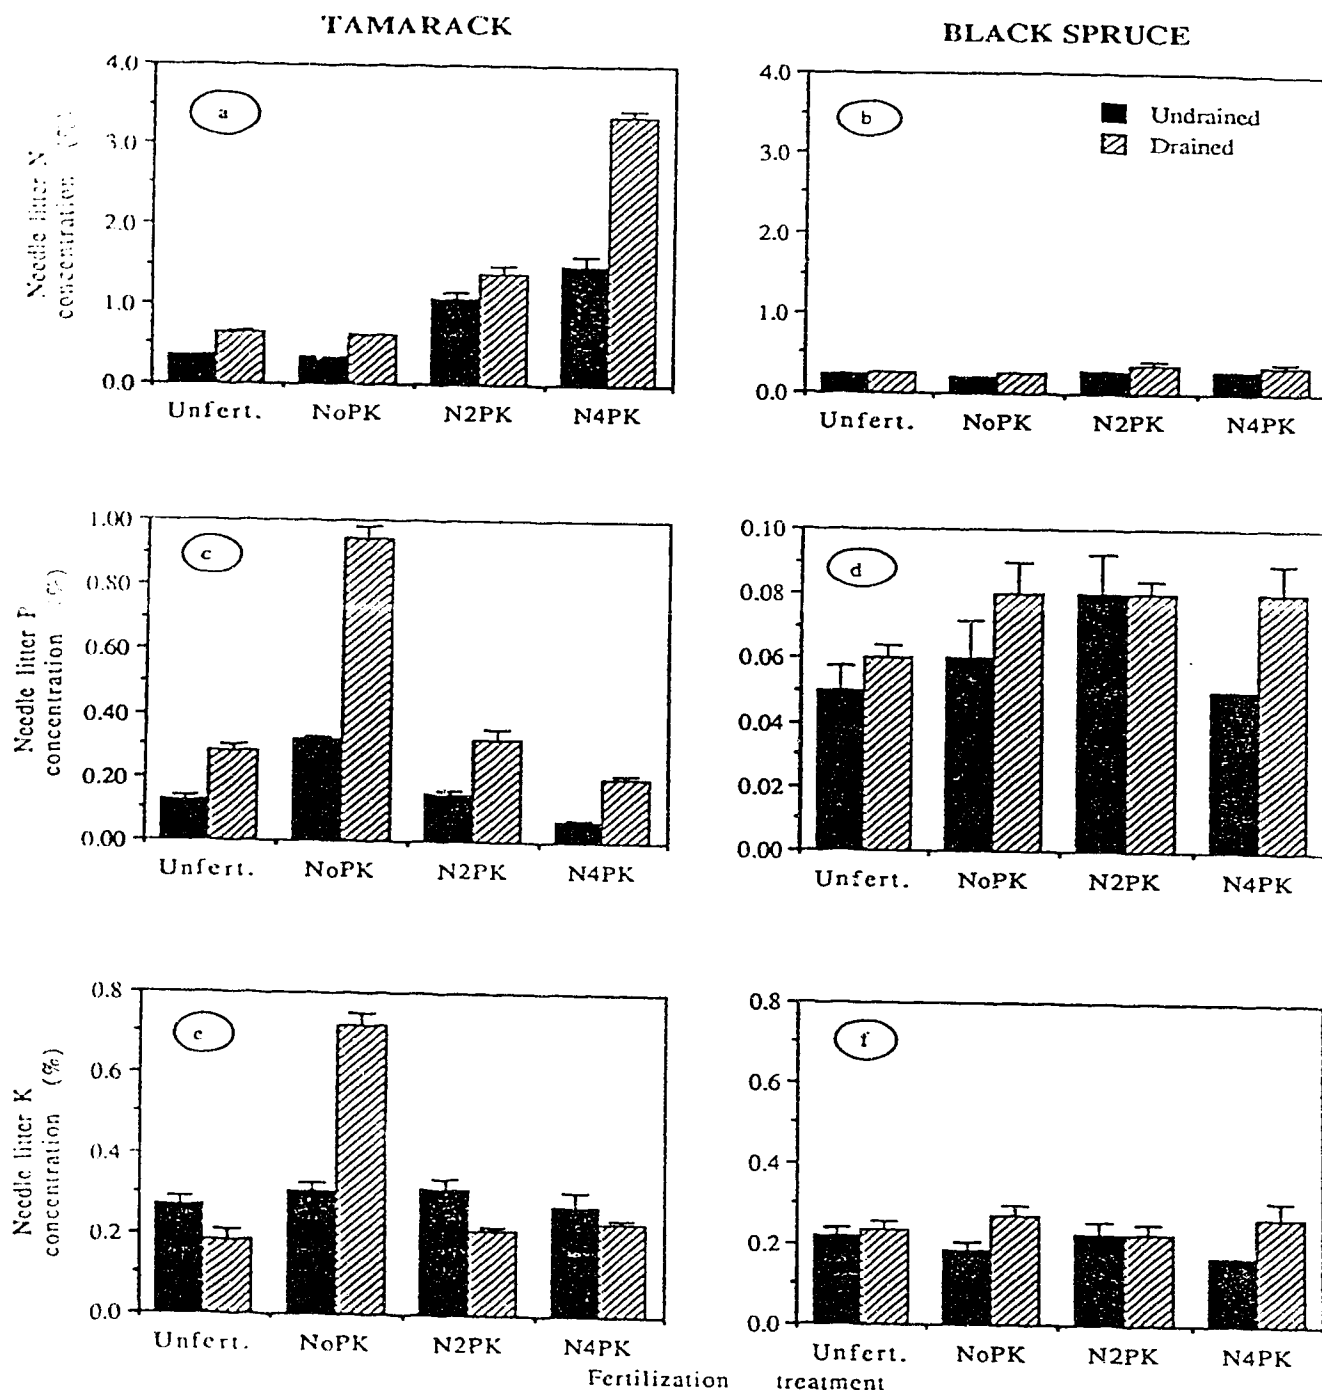 TAMARACK
BLACK SPRUCE
Needle litter N
concentration
4.0
3.0
2.0
1.0
0.0
a
Unfert.
NoPK
N2PK
N4PK
4.0
3.0
2.0
1.0
0.0
b
Undrained
Drained
Unfert.
NoPK
N2PK
N4PK
Needle litter P
concentration (%)
1.00
0.80
0.60
0.40
0.20
0.00
c
Unfert.
NoPK
N2PK
N4PK
0.10
0.08
0.06
0.04
0.02
0.00
d
Unfert.
NoPK
N2PK
N4PK
Needle litter K
concentration (%)
0.8
0.6
0.4
0.2
0.0
e
Unfert.
NoPK
N2PK
N4PK
0.8
0.6
0.4
0.2
0.0
f
Unfert.
NoPK
N2PK
N4PK
Fertilization treatment